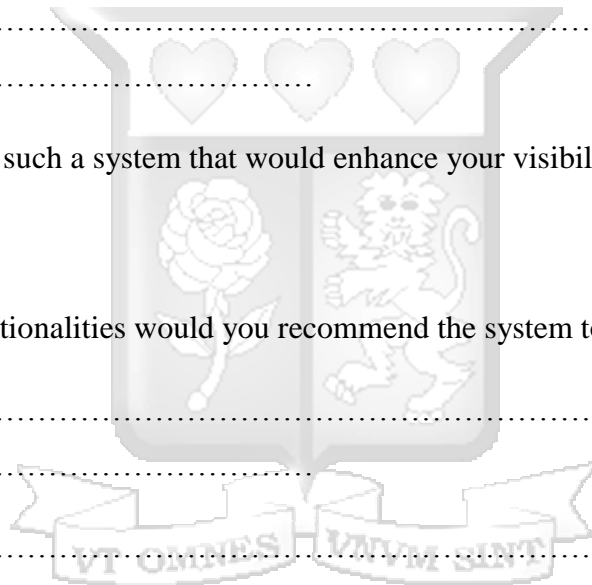 ……………………………………………………………………
…………………………………
such a system that would enhance your visibil
tionalities would you recommend the system to
……………………………………………………………………
…………………………………
……………………………………………………………………
VT OMNES VNVM SINT